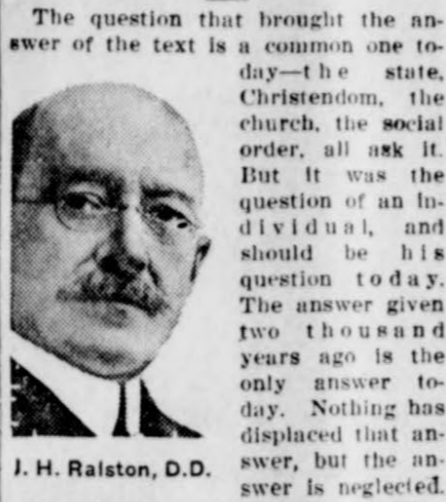 The question that brought the an-
swer of the text is a common one to-
day—the state,
Christendom, the
church, the social
order, all ask it.
But it was the
question of an in-
dividual, and
should be his
question today.
The answer given
two thousand
years ago is the
only answer to-
day. Nothing has
displaced that an-
swer, but the an-
swer is neglected.
J. H. Ralston, D.D.